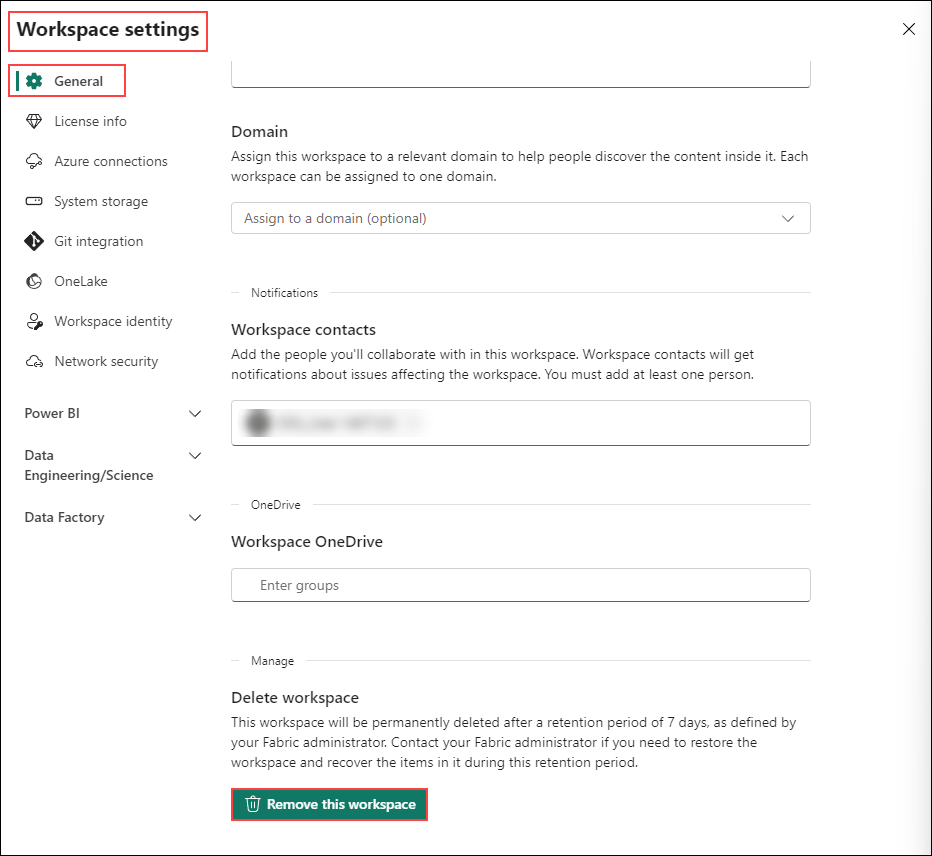 Workspace settings
General
License info
Azure connections
System storage
Git integration
OneLake
Workspace identity
Network security
Power BI
Data
Engineering/Science
Data Factory
Domain
Assign this workspace to a relevant domain to help people discover the content inside it. Each
workspace can be assigned to one domain.
Assign to a domain (optional)
Notifications
Workspace contacts
Add the people you'll collaborate with in this workspace. Workspace contacts will get
notifications about issues affecting the workspace. You must add at least one person.
OneDrive
Workspace OneDrive
Enter groups
Manage
Delete workspace
This workspace will be permanently deleted after a retention period of 7 days, as defined by
your Fabric administrator. Contact your Fabric administrator if you need to restore the
workspace and recover the items in it during this retention period.
Remove this workspace